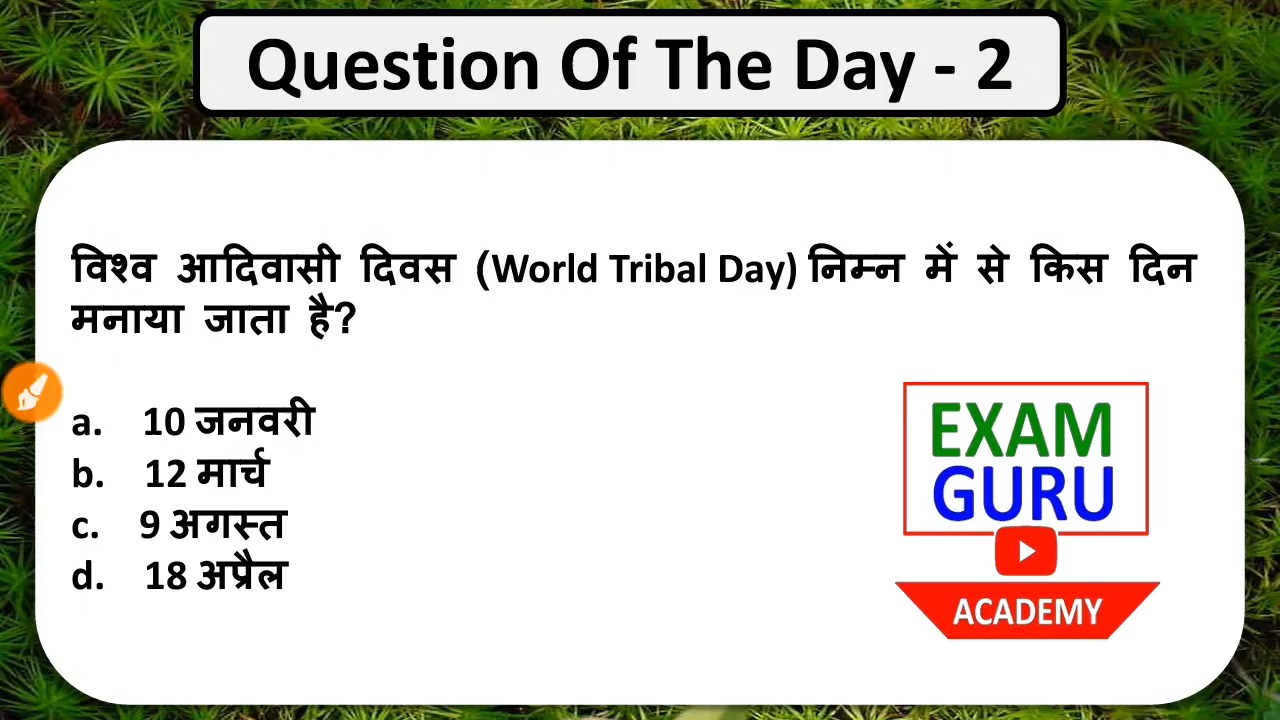 Question Of The Day - 2
विश्व आदिवासी दिवस (World Tribal Day) निम्न में से किस दिन
मनाया जाता है?
a. 10 जनवरी
b. 12 मार्च
c. 9 अगस्त
d. 18 अप्रैल
EXAM
GURU
ACADEMY